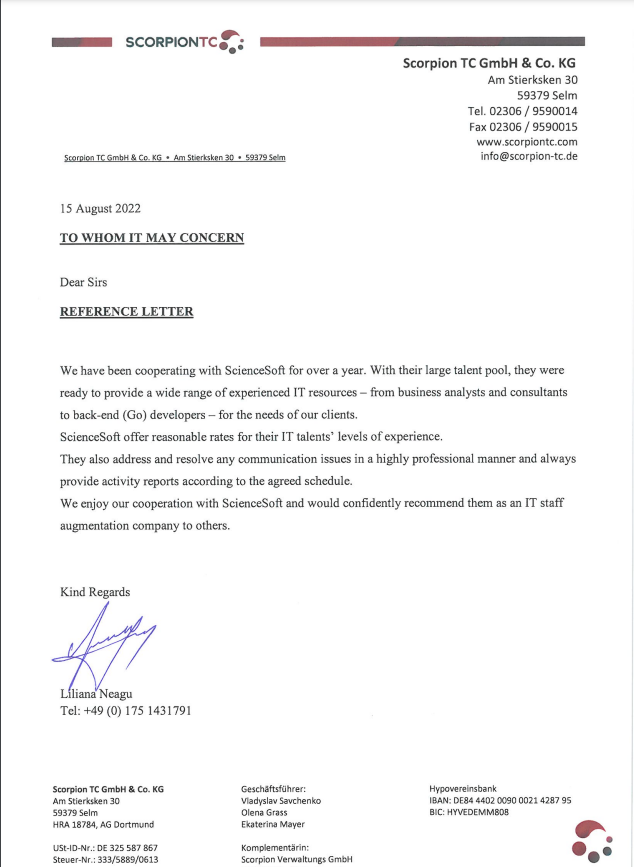 SCORPIONTC
Scorpion TC GmbH & Co. KG
Am Stierksken 30
59379 Selm
Tel. 02306 / 9590014
Fax 02306 / 9590015
www.scorpiontc.com
info@scorpion-tc.de
Scorpion TC GmbH & Co. KG • Am Stierksken 30 • 59379 Selm
15 August 2022
TO WHOM IT MAY CONCERN
Dear Sirs
REFERENCE LETTER
We have been cooperating with ScienceSoft for over a year. With their large talent pool, they were
ready to provide a wide range of experienced IT resources – from business analysts and consultants
to back-end (Go) developers – for the needs of our clients.
ScienceSoft offer reasonable rates for their IT talents' levels of experience.
They also address and resolve any communication issues in a highly professional manner and always
provide activity reports according to the agreed schedule.
We enjoy our cooperation with ScienceSoft and would confidently recommend them as an IT staff
augmentation company to others.
Kind Regards
Liliana Neagu
Tel: +49 (0) 175 1431791
Scorpion TC GmbH & Co. KG
Am Stierksken 30
59379 Selm
HRA 18784, AG Dortmund
USt-ID-Nr.: DE 325 587 867
Steuer-Nr.: 333/5889/0613
Geschäftsführer:
Vladyslav Savchenko
Olena Grass
Ekaterina Mayer
Komplementärin:
Scorpion Verwaltungs GmbH
Hypovereinsbank
IBAN: DE84 4402 0090 0021 4287 95
BIC: HYVEDEMM808